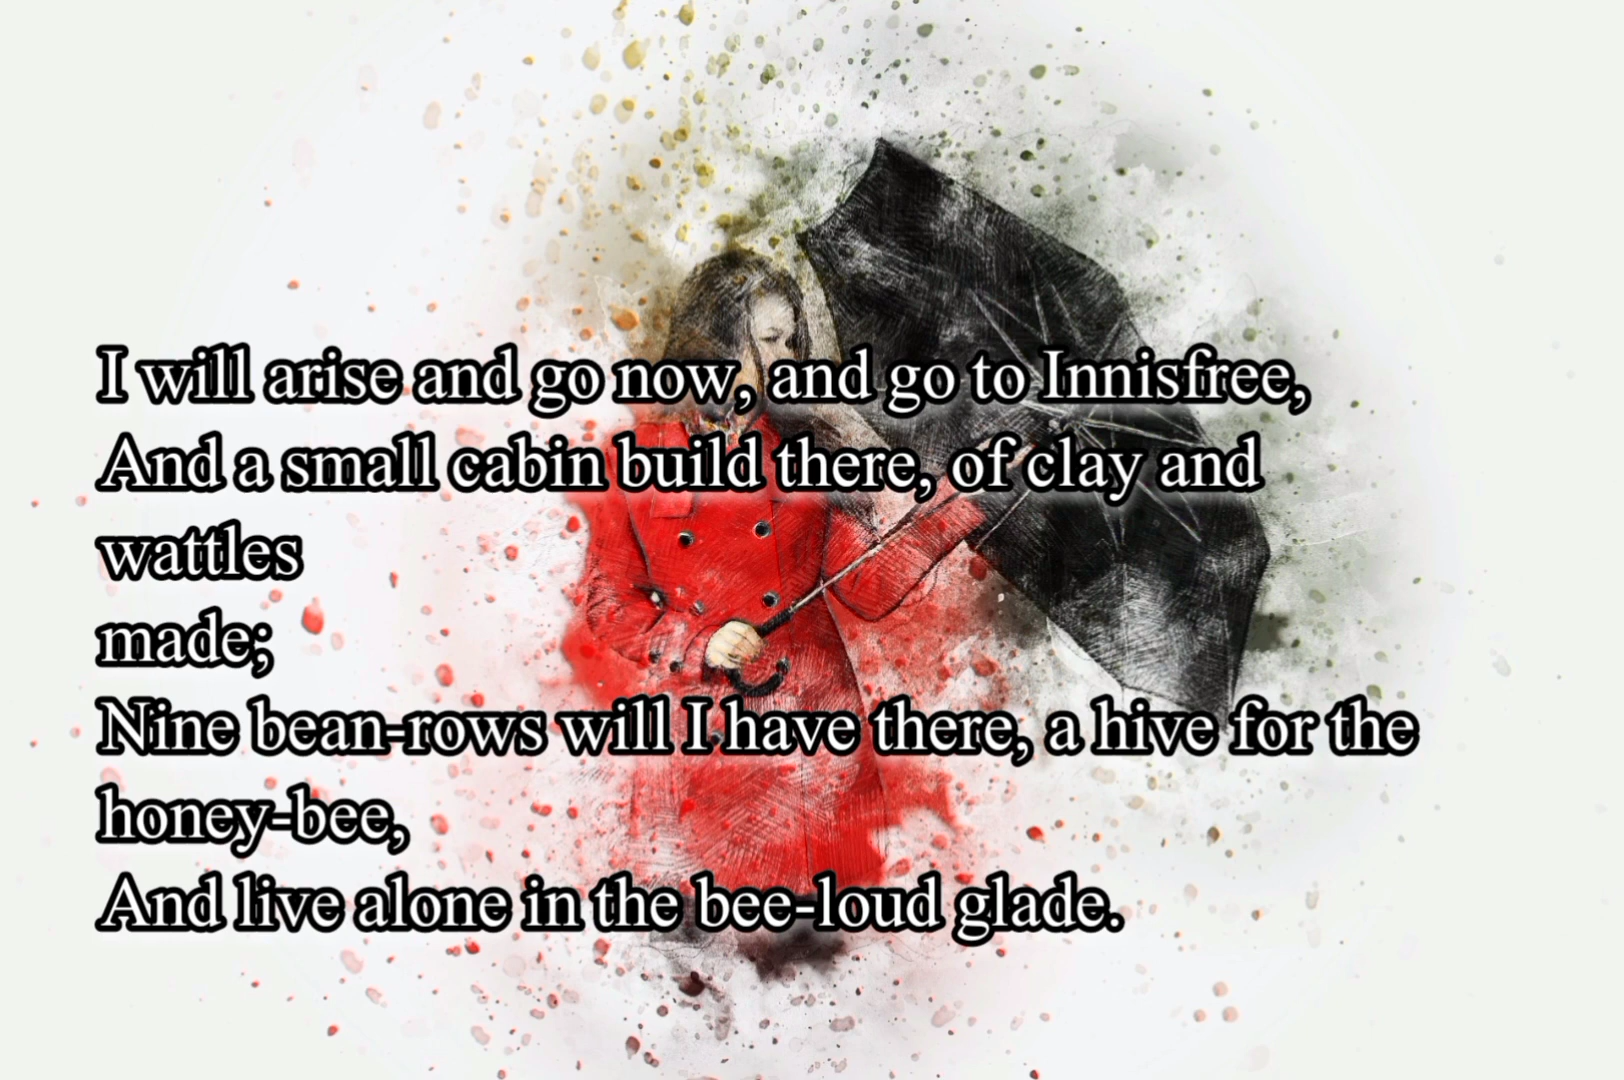 I will arise and go now, and go to Innisfree,
And a small cabin build there, of clay and
wattles
made;
Nine bean-rows will I have there, a hive for the
honey-bee,
And live alone in the bee-loud glade.